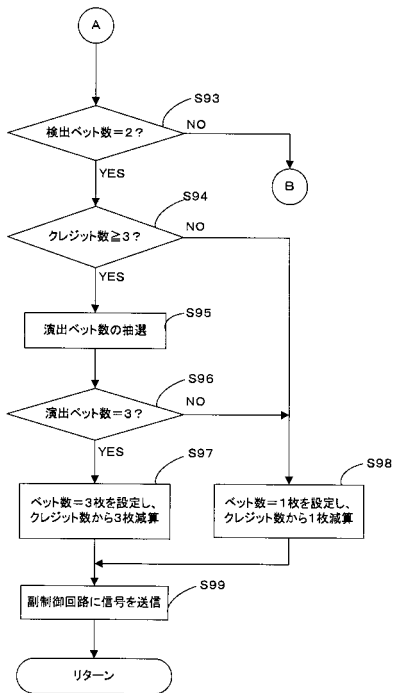 A
S93
検出ベット数=2?
NO
YES
B
S94
クレジット数≧3?
NO
YES
S95
演出ベット数の抽選
S96
演出ベット数=3?
NO
YES
S97
ベット数=3枚を設定し、
クレジット数から3枚減算
S98
ベット数=1枚を設定し、
クレジット数から1枚減算
S99
副制御回路に信号を送信
リターン